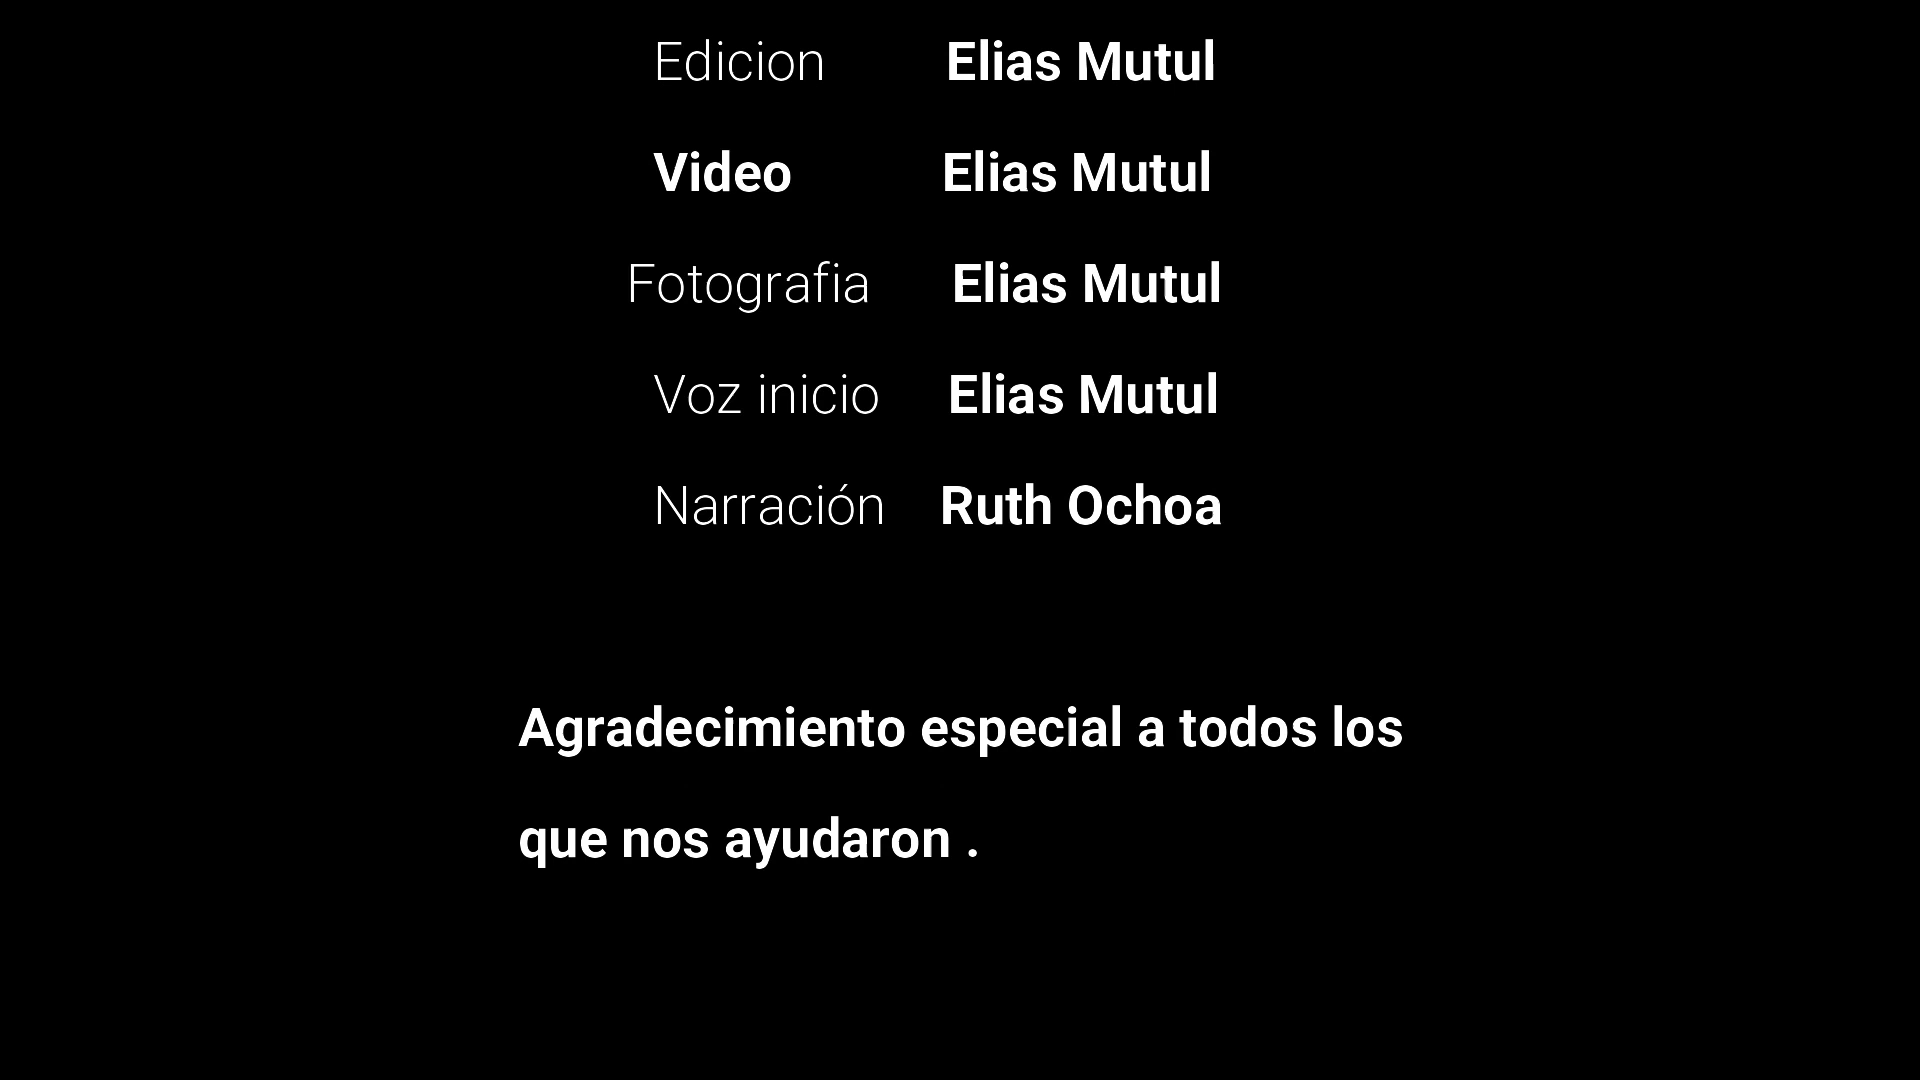 Edicion Elias Mutul
Video Elias Mutul
Fotografia Elias Mutul
Voz inicio Elias Mutul
Narración Ruth Ochoa
Agradecimiento especial a todos los
que nos ayudaron .